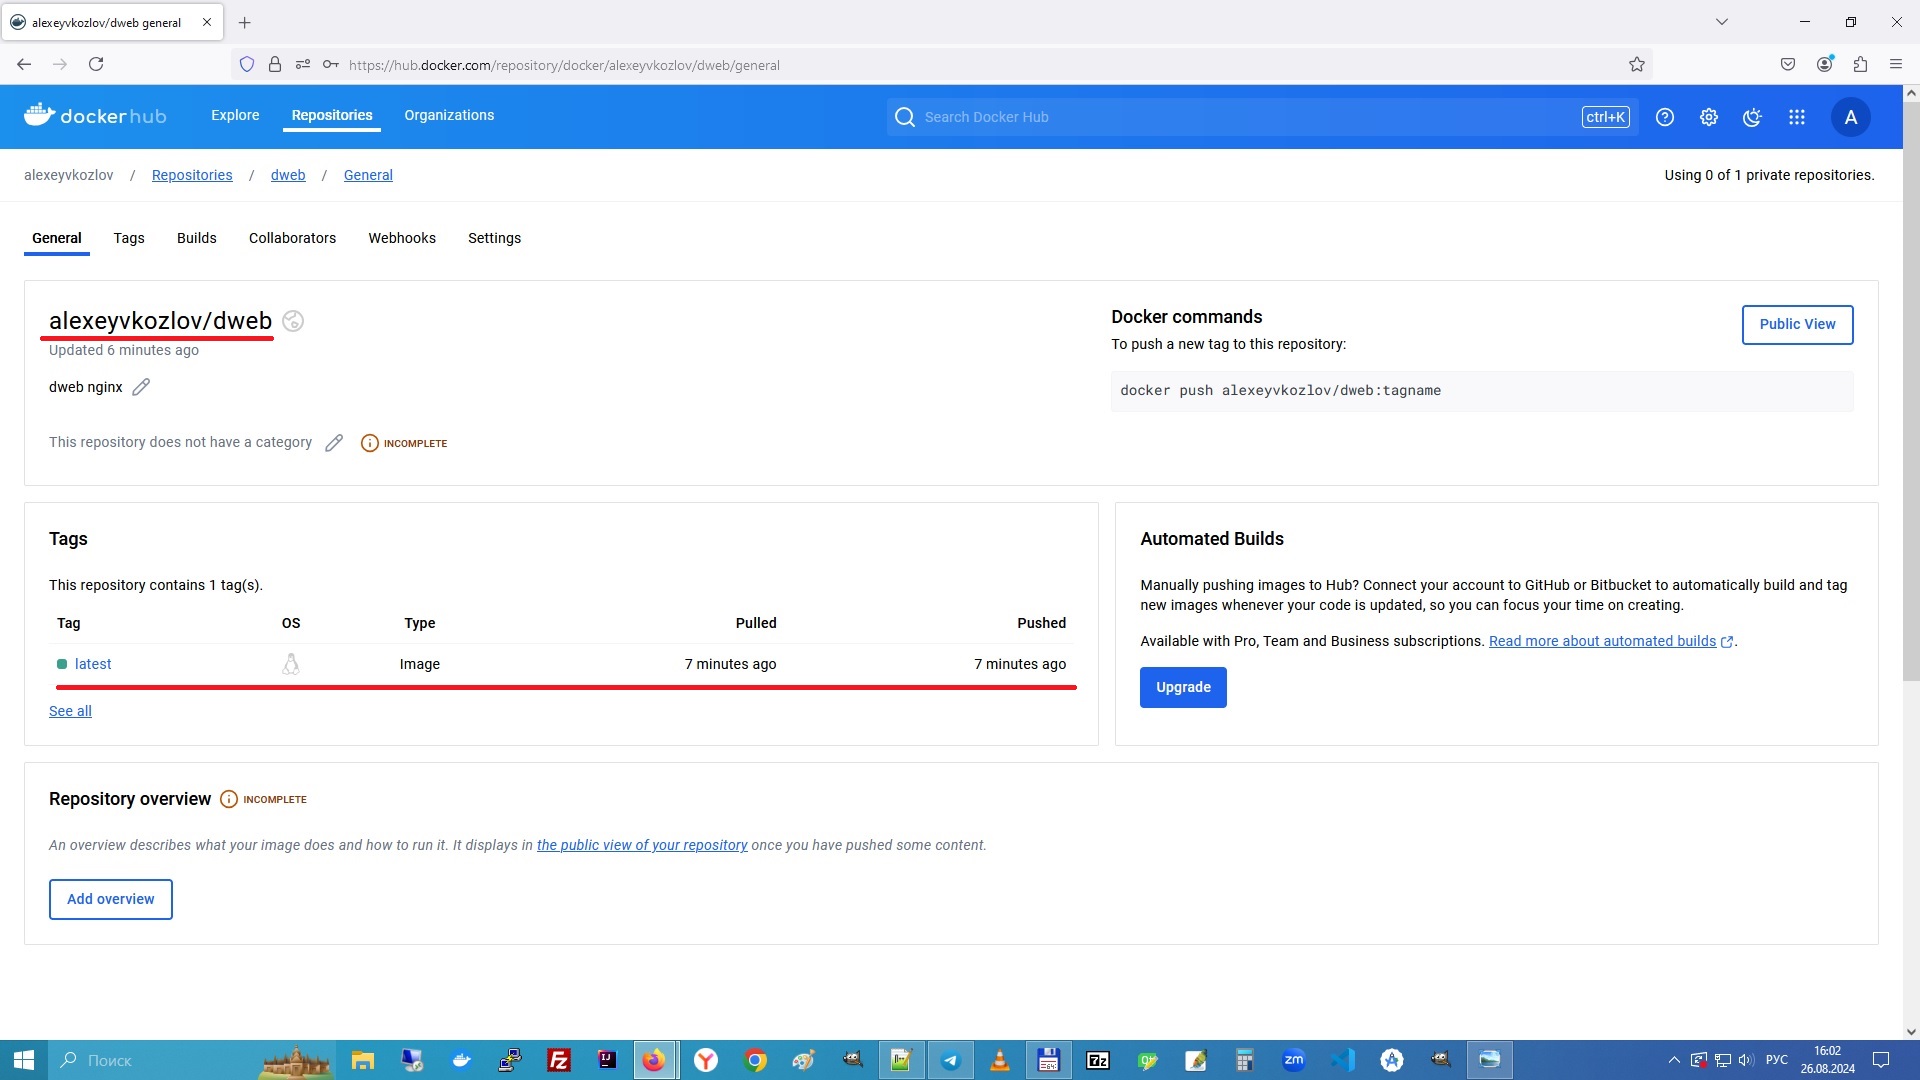 alexeyvkozlov/dweb general
https://hub.docker.com/repository/docker/alexeyvkozlov/dweb/general
dockerhub
Explore
Repositories
Organizations
Search Docker Hub
ctrl+K
A
alexeyvkozlov / Repositories / dweb / General
Using 0 of 1 private repositories.
General
Tags
Builds
Collaborators
Webhooks
Settings
alexeyvkozlov/dweb
Updated 6 minutes ago
dweb nginx
This repository does not have a category
INCOMPLETE
Docker commands
To push a new tag to this repository:
Public View
docker push alexeyvkozlov/dweb:tagname
Tags
This repository contains 1 tag(s).
Tag OS Type Pulled Pushed
latest Image 7 minutes ago 7 minutes ago
See all
Automated Builds
Manually pushing images to Hub? Connect your account to GitHub or Bitbucket to automatically build and tag
new images whenever your code is updated, so you can focus your time on creating.
Available with Pro, Team and Business subscriptions. Read more about automated builds .
Upgrade
Repository overview
INCOMPLETE
An overview describes what your image does and how to run it. It displays in the public view of your repository once you have pushed some content.
Add overview
Поиск
РУС
16:02
26.08.2024